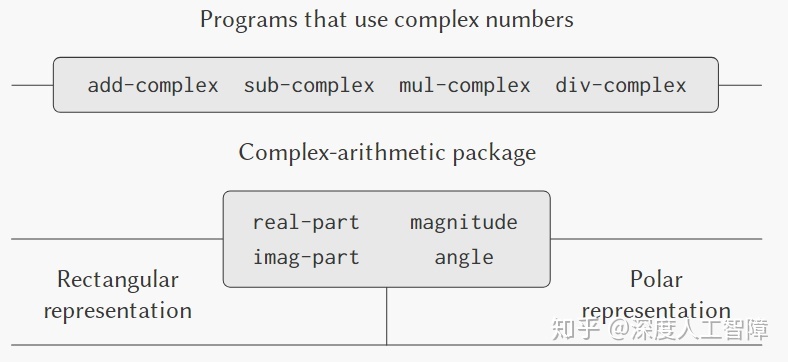 Programs that use complex numbers
add-complex sub-complex mul-complex div-complex
Complex-arithmetic package
real-part magnitude
imag-part angle
Rectangular
representation
Polar
representation
知乎 @深度人工智障